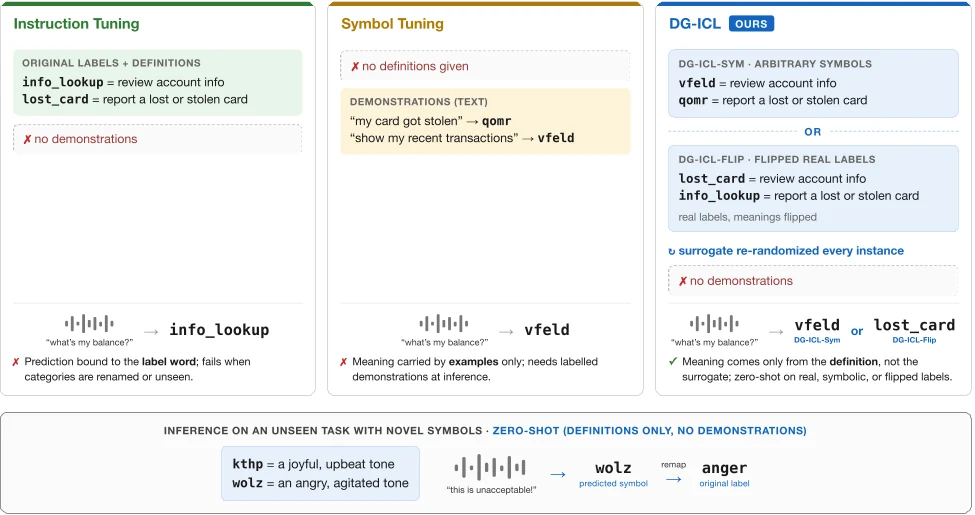 Instruction Tuning
ORIGINAL LABELS + DEFINITIONS
info_lookup = review account info
lost_card = report a lost or stolen card
✗ no demonstrations
“what's my balance?”
→ info_lookup
✗ Prediction bound to the label word; fails when
categories are renamed or unseen.
Symbol Tuning
✗ no definitions given
DEMONSTRATIONS (TEXT)
“my card got stolen” → qomr
“show my recent transactions” → vfeld
“what's my balance?”
→ vfeld
✗ Meaning carried by examples only; needs labelled
demonstrations at inference.
DG-ICL OURS
DG-ICL-SYM · ARBITRARY SYMBOLS
vfeld = review account info
qomr = report a lost or stolen card
OR
DG-ICL-FLIP · FLIPPED REAL LABELS
lost_card = review account info
info_lookup = report a lost or stolen card
real labels, meanings flipped
↻ surrogate re-randomized every instance
✗ no demonstrations
“what's my balance?”
→ vfeld or lost_card
DG-ICL-Sym DG-ICL-Flip
✓ Meaning comes only from the definition, not the
surrogate; zero-shot on real, symbolic, or flipped labels.
INFERENCE ON AN UNSEEN TASK WITH NOVEL SYMBOLS · ZERO-SHOT (DEFINITIONS ONLY, NO DEMONSTRATIONS)
kthp = a joyful, upbeat tone
wolz = an angry, agitated tone
“this is unacceptable!”
→ wolz remap → anger
predicted symbol original label